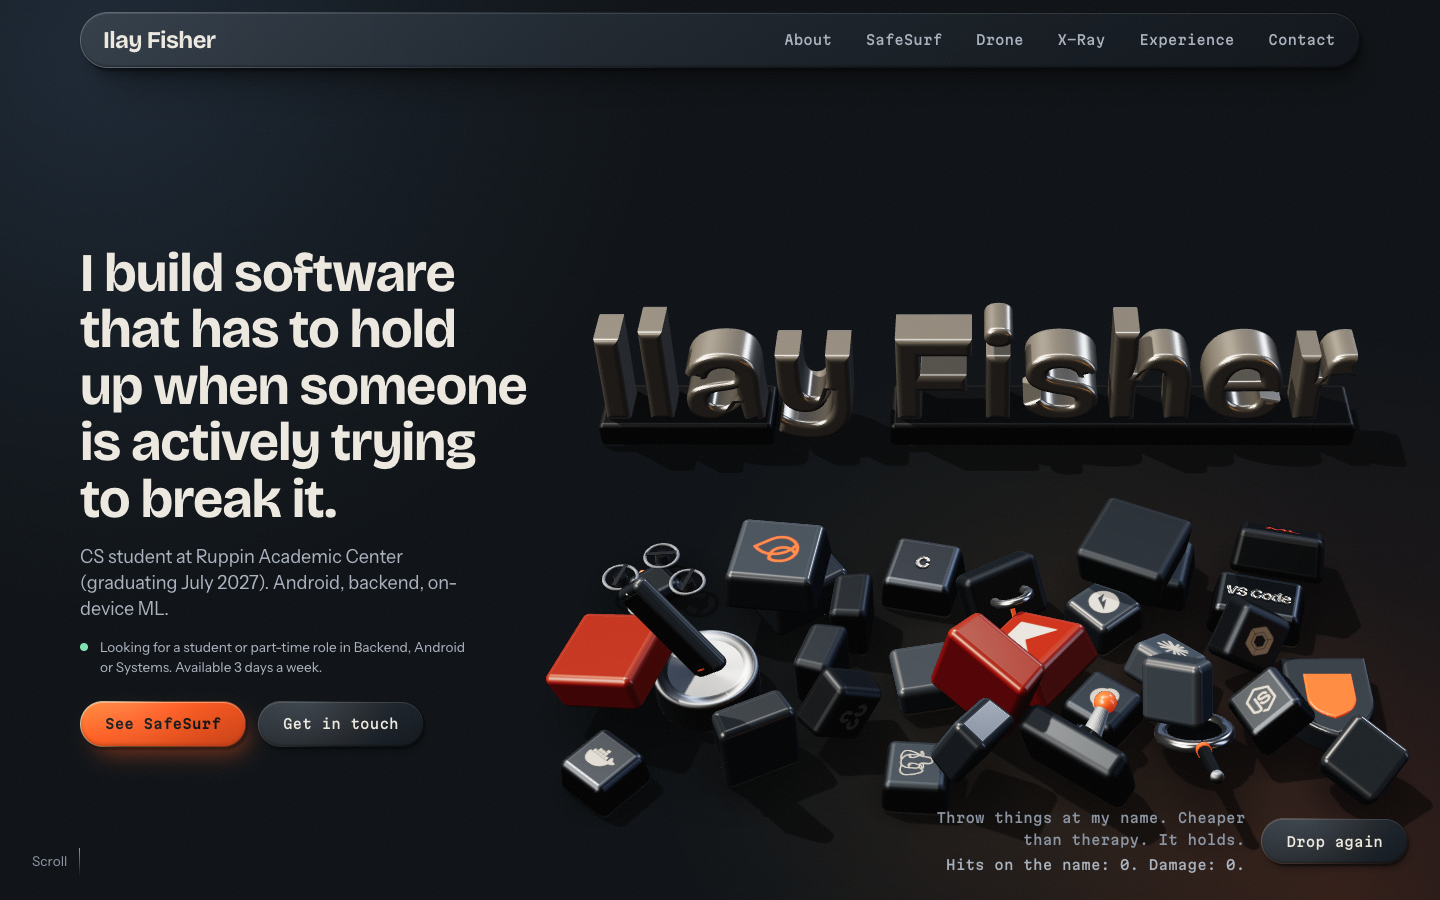 Ilay Fisher
About SafeSurf Drone X-Ray Experience Contact
I build software
that has to hold
up when someone
is actively trying
to break it.
Ilay Fisher
CS student at Ruppin Academic Center
(graduating July 2027). Android, backend, on-
device ML.
Looking for a student or part-time role in Backend, Android
or Systems. Available 3 days a week.
See SafeSurf Get in touch
C
VS Code
JS
Throw things at my name. Cheaper
than therapy. It holds.
Hits on the name: 0. Damage: 0.
Drop again
Scroll